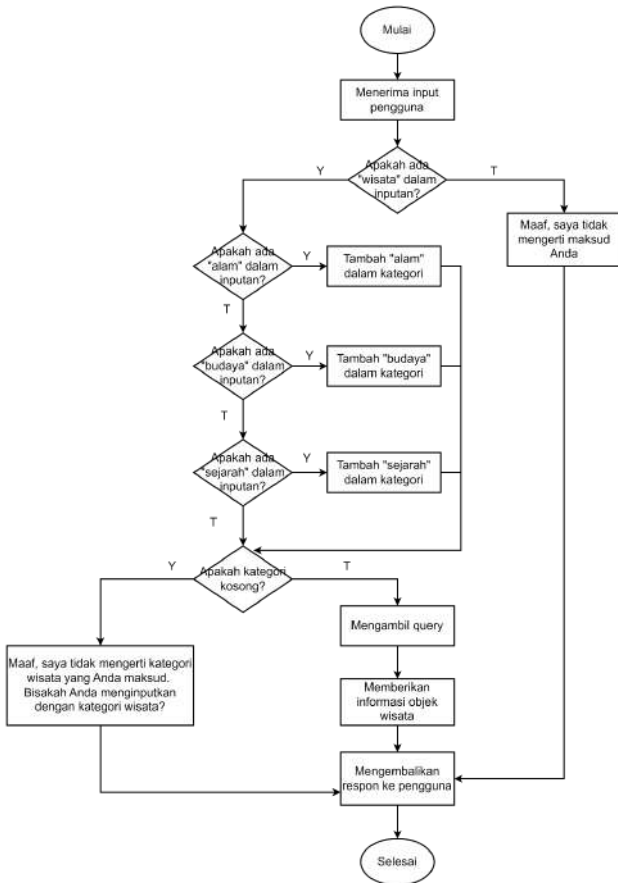 Mulai
Menerima input
pengguna
Y
Apakah ada
"wisata" dalam
inputan?
T
Maaf, saya tidak
mengerti maksud
Anda
Apakah ada
"alam" dalam
inputan?
Y
Tambah "alam"
dalam kategori
T
Apakah ada
"budaya" dalam
inputan?
Y
Tambah "budaya"
dalam kategori
T
Apakah ada
"sejarah" dalam
inputan?
Y
Tambah "sejarah"
dalam kategori
T
Y
Apakah kategori
kosong?
T
Maaf, saya tidak mengerti kategori
wisata yang Anda maksud.
Bisakah Anda menginputkan
dengan kategori wisata?
Mengambil query
Memberikan
informasi objek
wisata
Mengembalikan
respon ke pengguna
Selesai